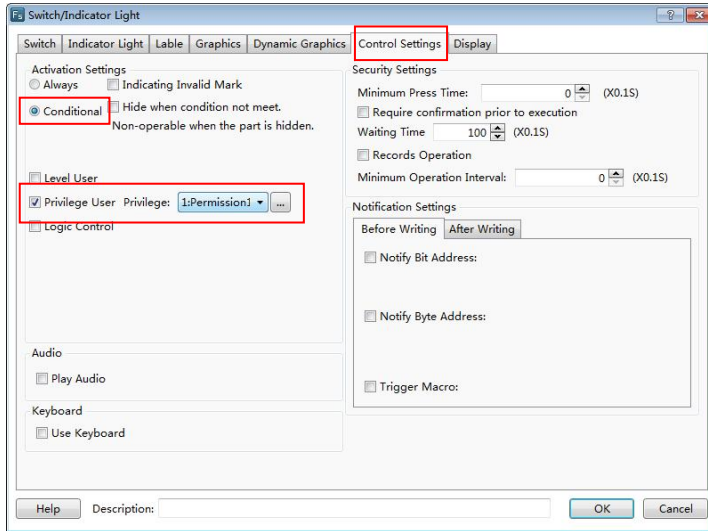 Fs Switch/Indicator Light
Switch Indicator Light Lable Graphics Dynamic Graphics Control Settings Display
Activation Settings
Always Indicating Invalid Mark
Conditional Hide when condition not meet.
Non-operable when the part is hidden.
Level User
Privilege User Privilege: 1:Permission1 ...
Logic Control
Audio
Play Audio
Keyboard
Use Keyboard
Security Settings
Minimum Press Time: 0 (X0.1S)
Require confirmation prior to execution
Waiting Time 100 (X0.1S)
Records Operation
Minimum Operation Interval: 0 (X0.1S)
Notification Settings
Before Writing After Writing
Notify Bit Address:
Notify Byte Address:
Trigger Macro:
Help Description: OK Cancel